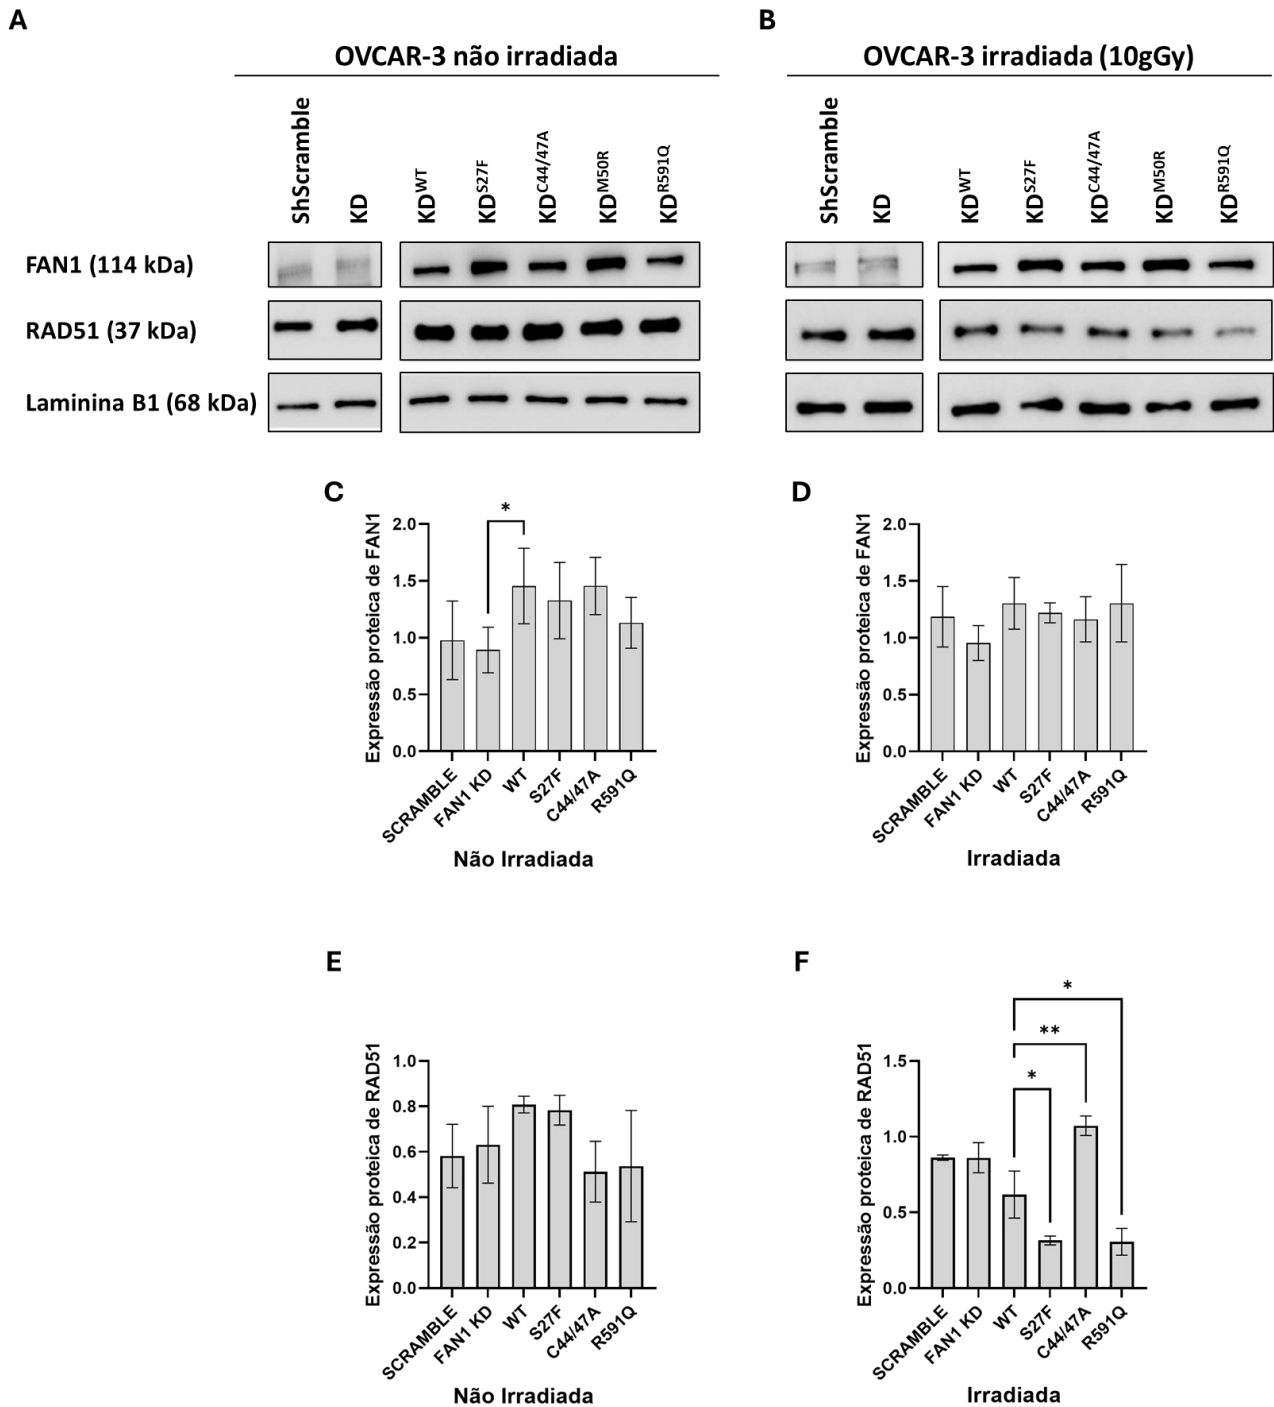 A
B
OVCAR-3 não irradiada
OVCAR-3 irradiada (10gGy)
ShScramble
KD
KDWT
KDS27F
KDC44/47A
KDM50R
KDR591Q
ShScramble
KD
KDWT
KDS27F
KDC44/47A
KDM50R
KDR591Q
FAN1 (114 kDa)
RAD51 (37 kDa)
Laminina B1 (68 kDa)
C
Expressão proteica de FAN1
2.0
1.5
1.0
0.5
0.0
*
SCRAMBLE
FAN1 KD
WT
S27F
C44/47A
R591Q
Não Irradiada
D
Expressão proteica de FAN1
2.0
1.5
1.0
0.5
0.0
SCRAMBLE
FAN1 KD
WT
S27F
C44/47A
R591Q
Irradiada
E
Expressão proteica de RAD51
1.0
0.8
0.6
0.4
0.2
0.0
SCRAMBLE
FAN1 KD
WT
S27F
C44/47A
R591Q
Não Irradiada
F
Expressão proteica de RAD51
1.5
1.0
0.5
0.0
*
**
*
SCRAMBLE
FAN1 KD
WT
S27F
C44/47A
R591Q
Irradiada